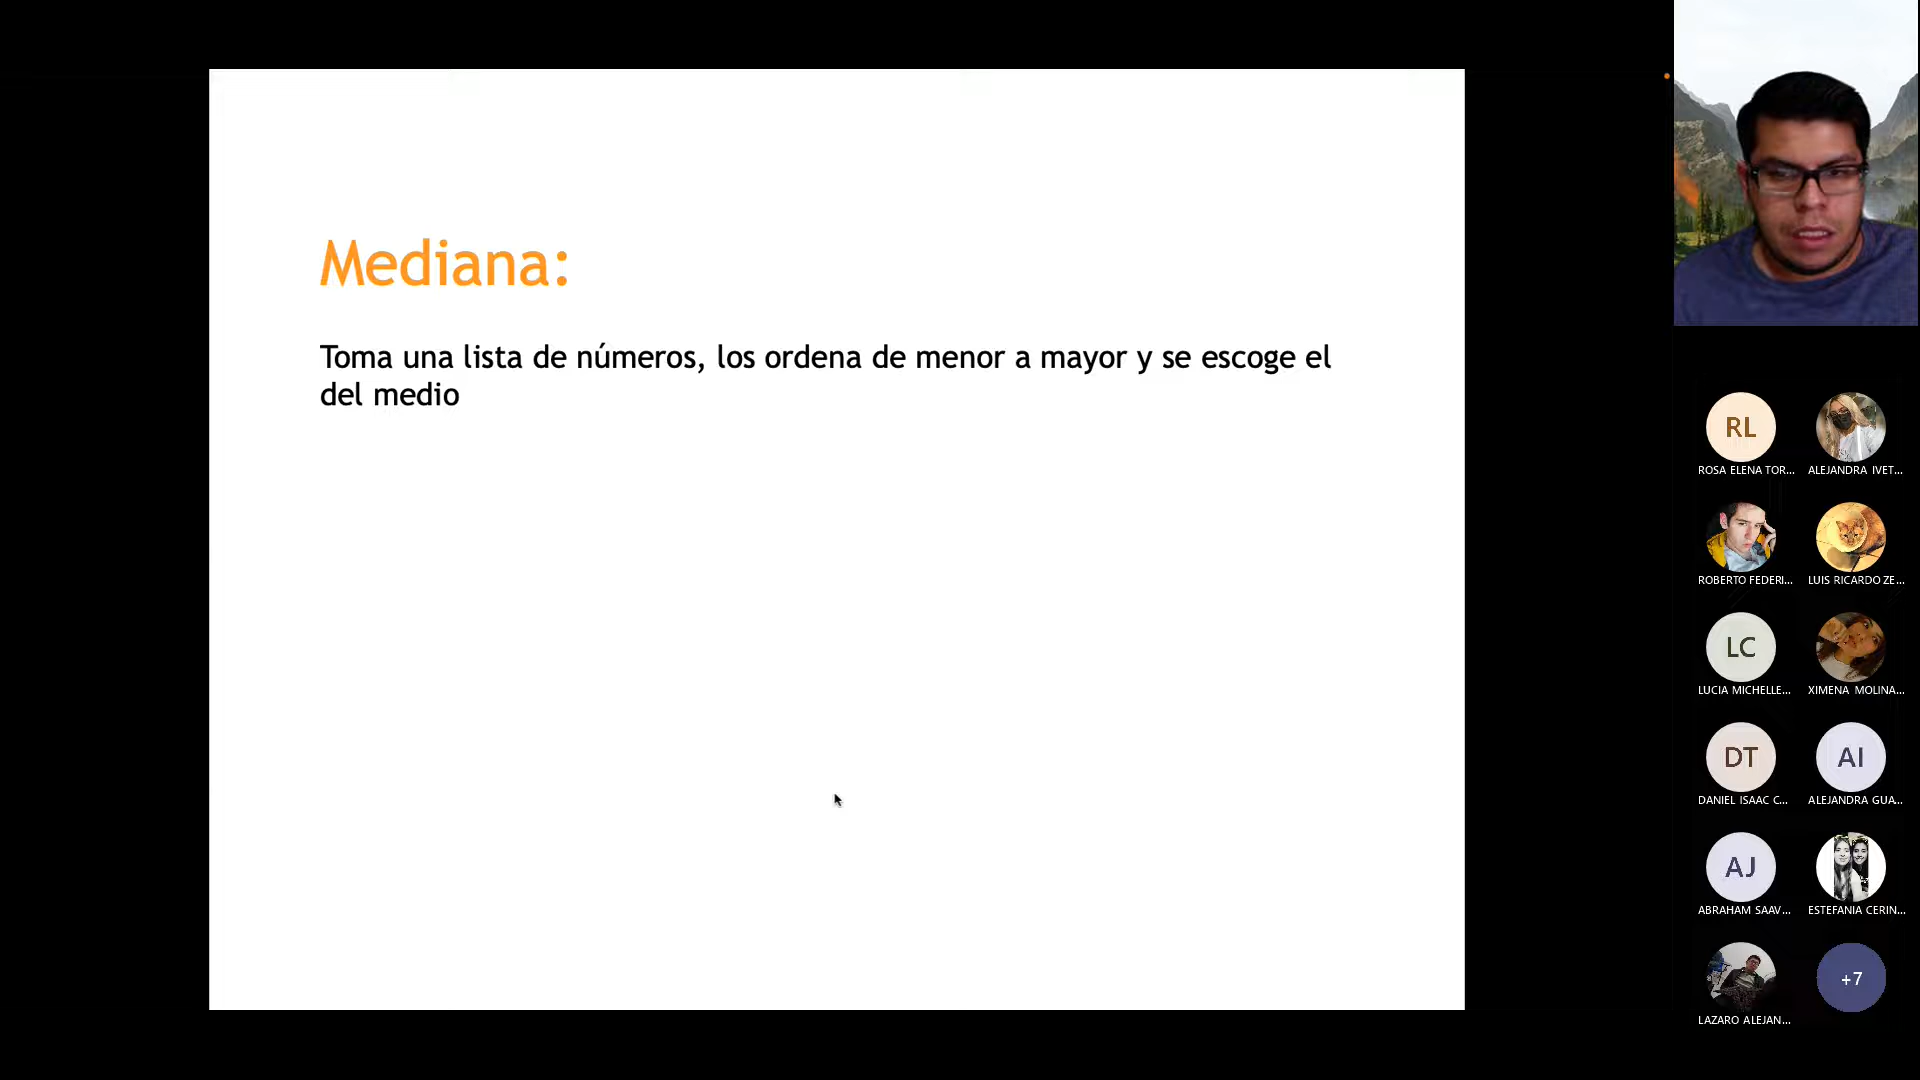 Mediana:
Toma una lista de números, los ordena de menor a mayor y se escoge el
del medio
RL
ROSA ELENA TOR...
ALEJANDRA IVET...
ROBERTO FEDERI...
LUIS RICARDO ZE...
LC
LUCIA MICHELLE...
XIMENA MOLINA...
DT
DANIEL ISAAC C...
AI
ALEJANDRA GUA...
AJ
ABRAHAM SAAV...
ESTEFANIA CERIN...
LAZARO ALEJAN...
+7